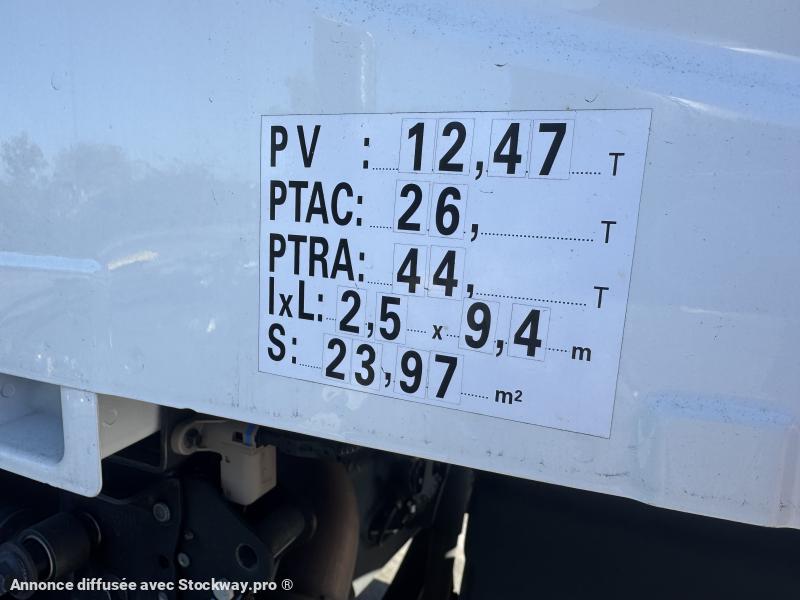 PV : 12,47 T
PTAC: 26, T
PTRA: 44, T
lxL: 2,5 x 9,4 m
S: 23,97 m²
Annonce diffusée avec Stockway.pro ®